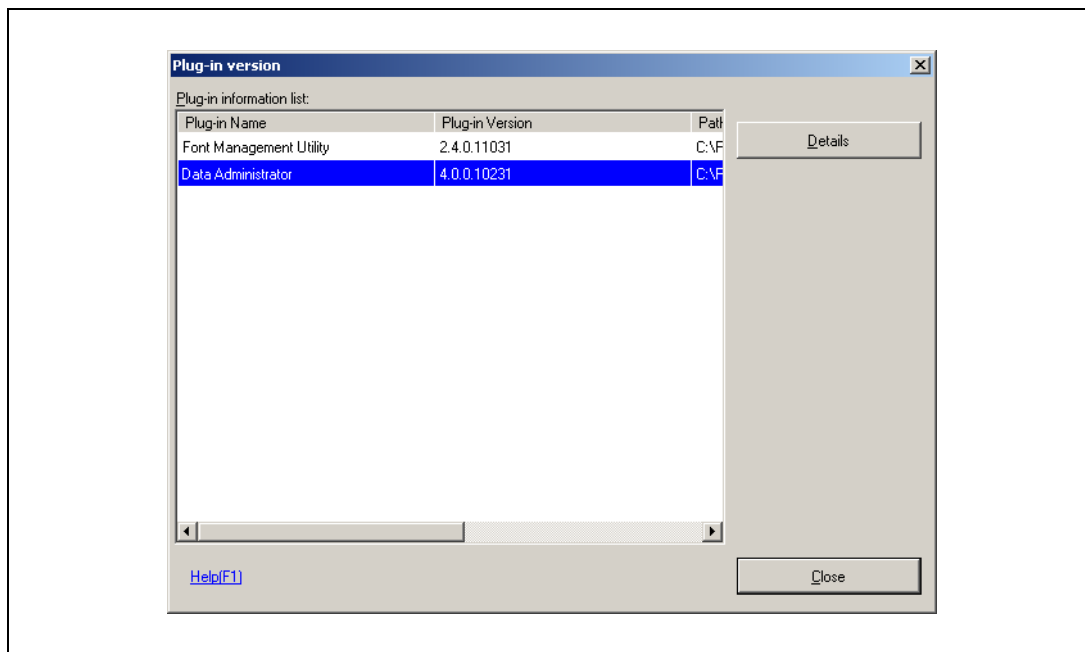 Plug-in version
Plug-in information list:
Plug-in Name Plug-in Version Path
Font Management Utility 2.4.0.11031 C:\F
Data Administrator 4.0.0.10231 C:\F
Details
Help(F1)
Close